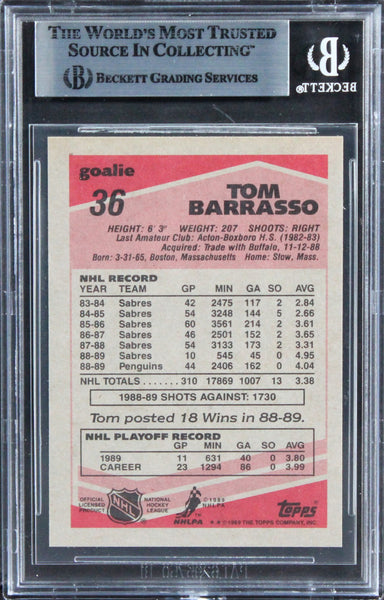 THE WORLD'S MOST TRUSTED
SOURCE IN COLLECTING™
BECKETT GRADING SERVICES
BECKETT
goalie
36
TOM
BARRASSO
HEIGHT: 6' 3" WEIGHT: 207 SHOOTS: RIGHT
Last Amateur Club: Acton-Boxboro H.S. (1982-83)
Acquired: Trade with Buffalo, 11-12-88
Born: 3-31-65, Boston, Massachusetts Home: Stow, Mass.
NHL RECORD
YEAR TEAM GP MIN GA SO AVG
83-84 Sabres 42 2475 117 2 2.84
84-85 Sabres 54 3248 144 5 2.66
85-86 Sabres 60 3561 214 2 3.61
86-87 Sabres 46 2501 152 2 3.65
87-88 Sabres 54 3133 173 2 3.31
88-89 Sabres 10 545 45 0 4.95
88-89 Penguins 44 2406 162 0 4.04
NHL TOTALS ....... 310 17869 1007 13 3.38
1988-89 SHOTS AGAINST: 1730
Tom posted 18 Wins in 88-89.
NHL PLAYOFF RECORD GP MIN GA SO AVG
1989 11 631 40 0 3.80
CAREER 23 1294 86 0 3.99
OFFICIAL LICENSED PRODUCT
NHL
NATIONAL HOCKEY LEAGUE
NHLPA
©1989 NHLPA
topps
* * ©1989 THE TOPPS COMPANY, INC.